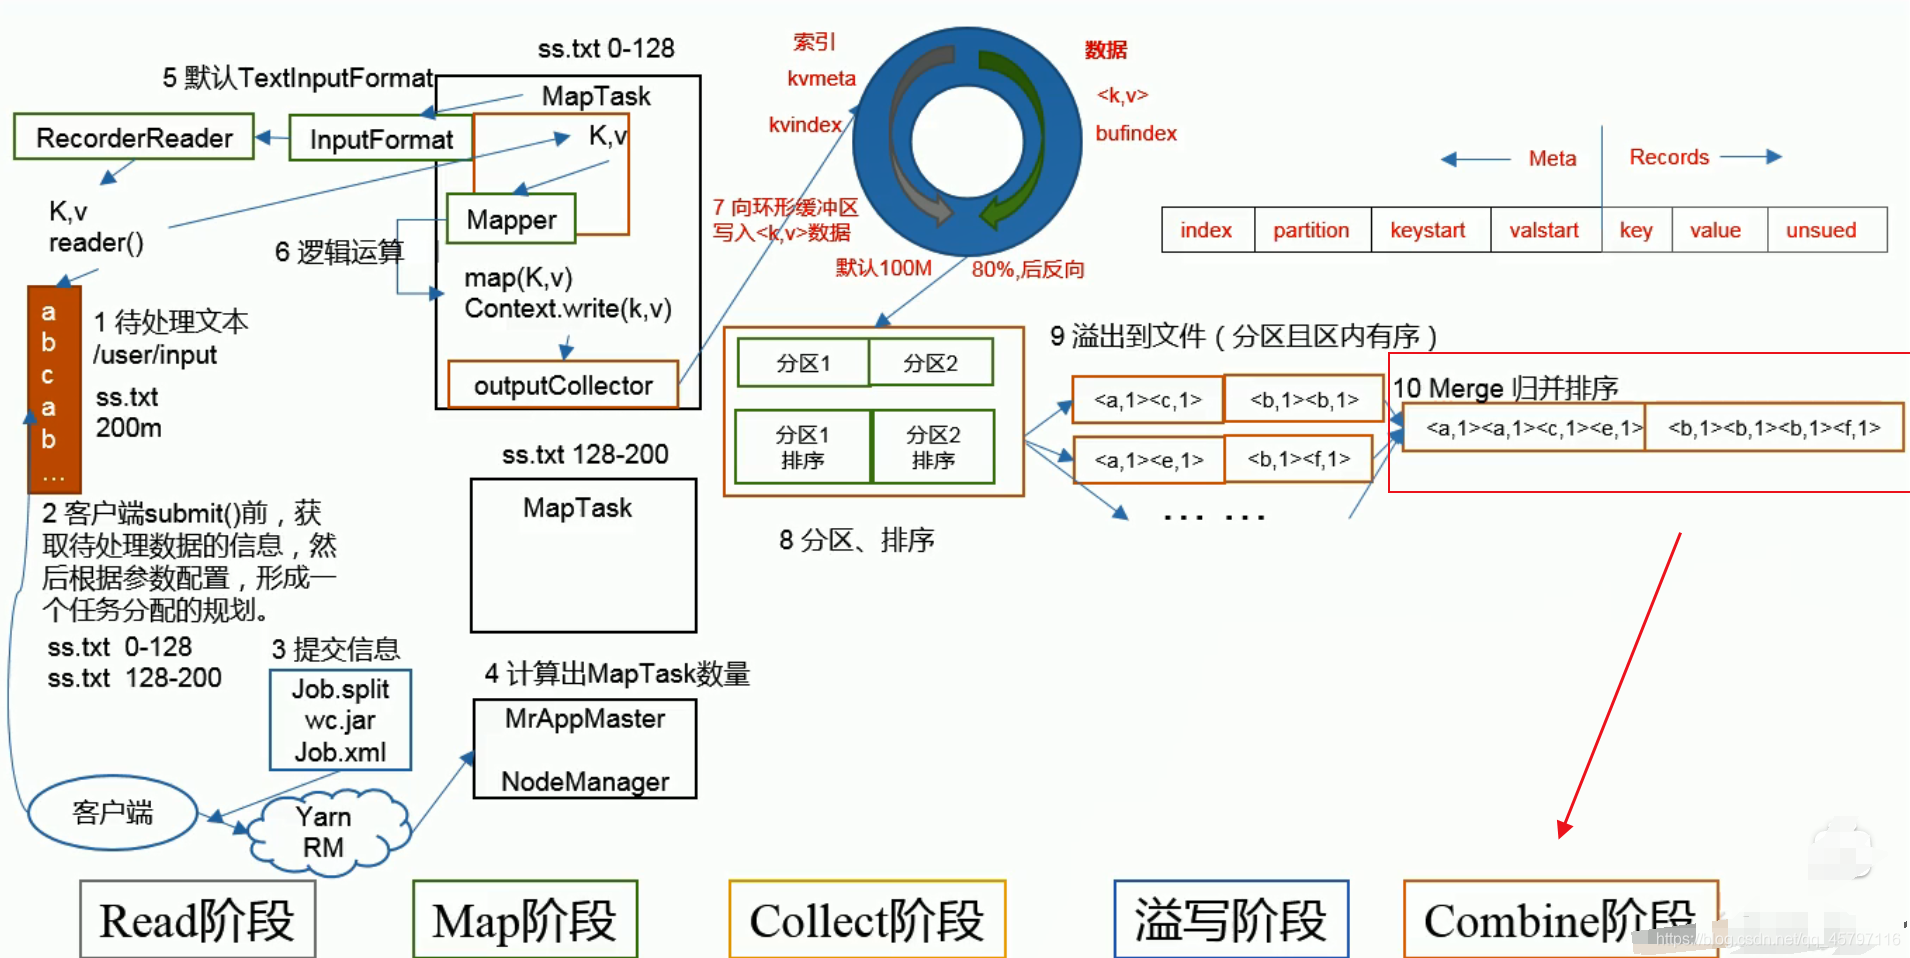 ss.txt 0-128
5 默认TextInputFormat
MapTask
RecorderReader
InputFormat
K,v
K,v
reader()
Mapper
6 逻辑运算
map(K,v)
Context.write(k,v)
outputCollector
a
b
c
a
b
...
1 待处理文本
/user/input
ss.txt
200m
2 客户端submit()前，获
取待处理数据的信息，然
后根据参数配置，形成一
个任务分配的规划。
ss.txt 0-128
ss.txt 128-200
3 提交信息
Job.split
wc.jar
Job.xml
客户端
Yarn
RM
ss.txt 128-200
MapTask
4 计算出MapTask数量
MrAppMaster
NodeManager
索引
kvmeta
kvindex
数据
<k,v>
bufindex
7 向环形缓冲区
写入<k,v>数据
默认100M
80%,后反向
Meta
Records
index
partition
keystart
valstart
key
value
unsued
分区1
分区2
分区1
排序
分区2
排序
8 分区、排序
9 溢出到文件（分区且区内有序）
<a,1><c,1>
<b,1><b,1>
<a,1><e,1>
<b,1><f,1>
... ...
10 Merge 归并排序
<a,1><a,1><c,1><e,1>
<b,1><b,1><b,1><f,1>
Read阶段
Map阶段
Collect阶段
溢写阶段
Combine阶段
https://blog.csdn.net/qq_45797116